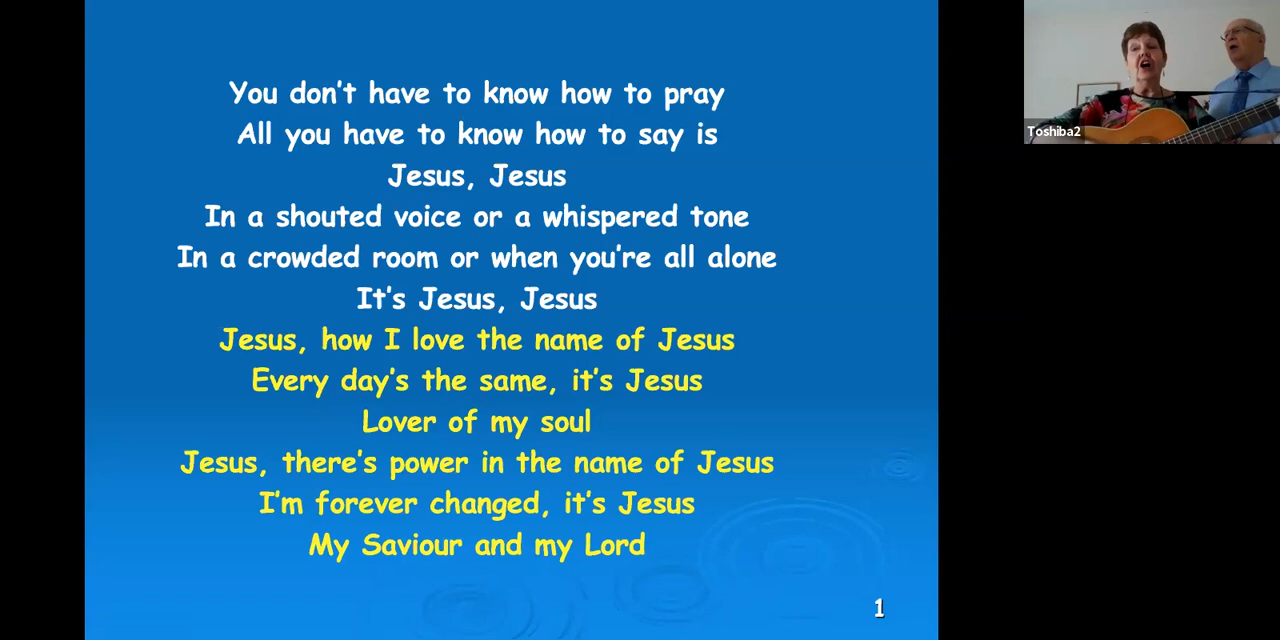 You don't have to know how to pray
All you have to know how to say is
Jesus, Jesus
In a shouted voice or a whispered tone
In a crowded room or when you're all alone
It's Jesus, Jesus
Jesus, how I love the name of Jesus
Every day's the same, it's Jesus
Lover of my soul
Jesus, there's power in the name of Jesus
I'm forever changed, it's Jesus
My Saviour and my Lord
1
Toshiba2